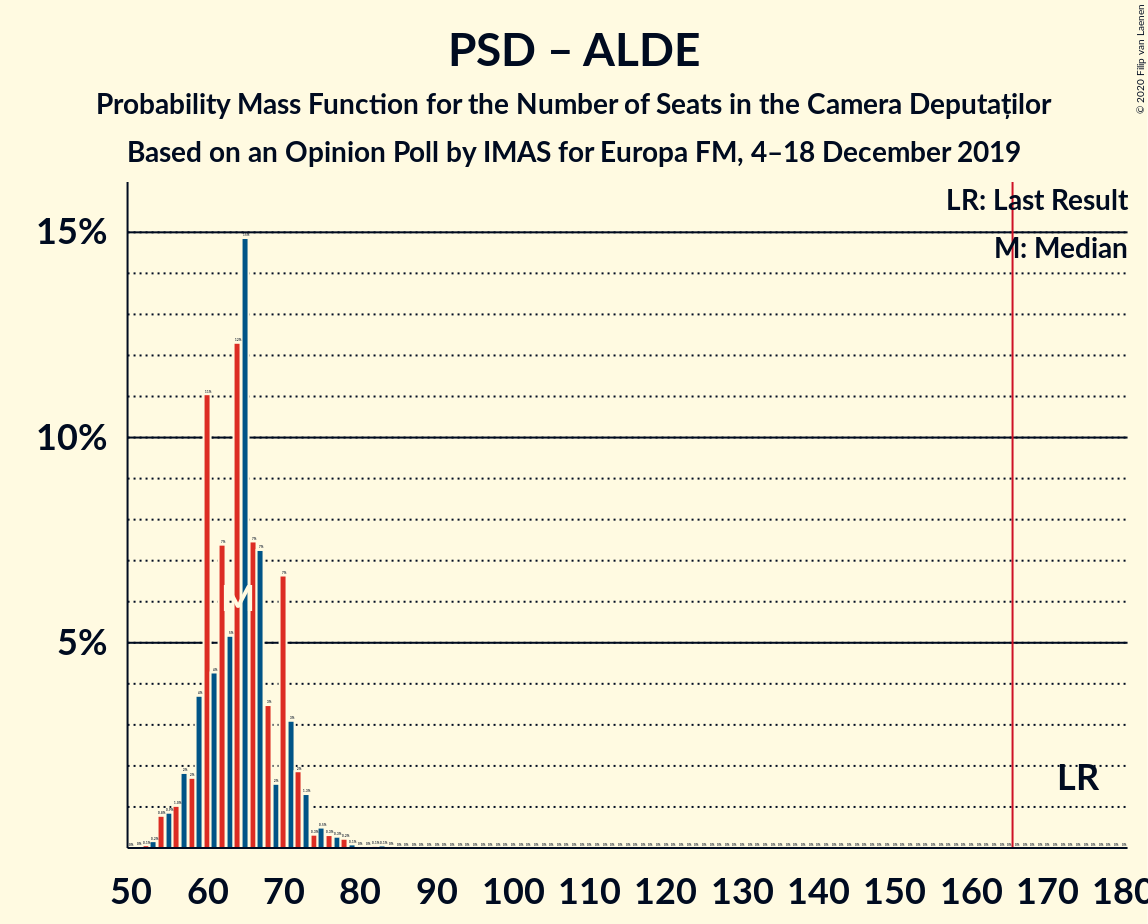 PSD – ALDE
Probability Mass Function for the Number of Seats in the Camera Deputaților
Based on an Opinion Poll by IMAS for Europa FM, 4–18 December 2019
© 2020 Filip van Laenen
LR: Last Result
M: Median
15%
10%
5%
M
LR
50 60 70 80 90 100 110 120 130 140 150 160 170 180